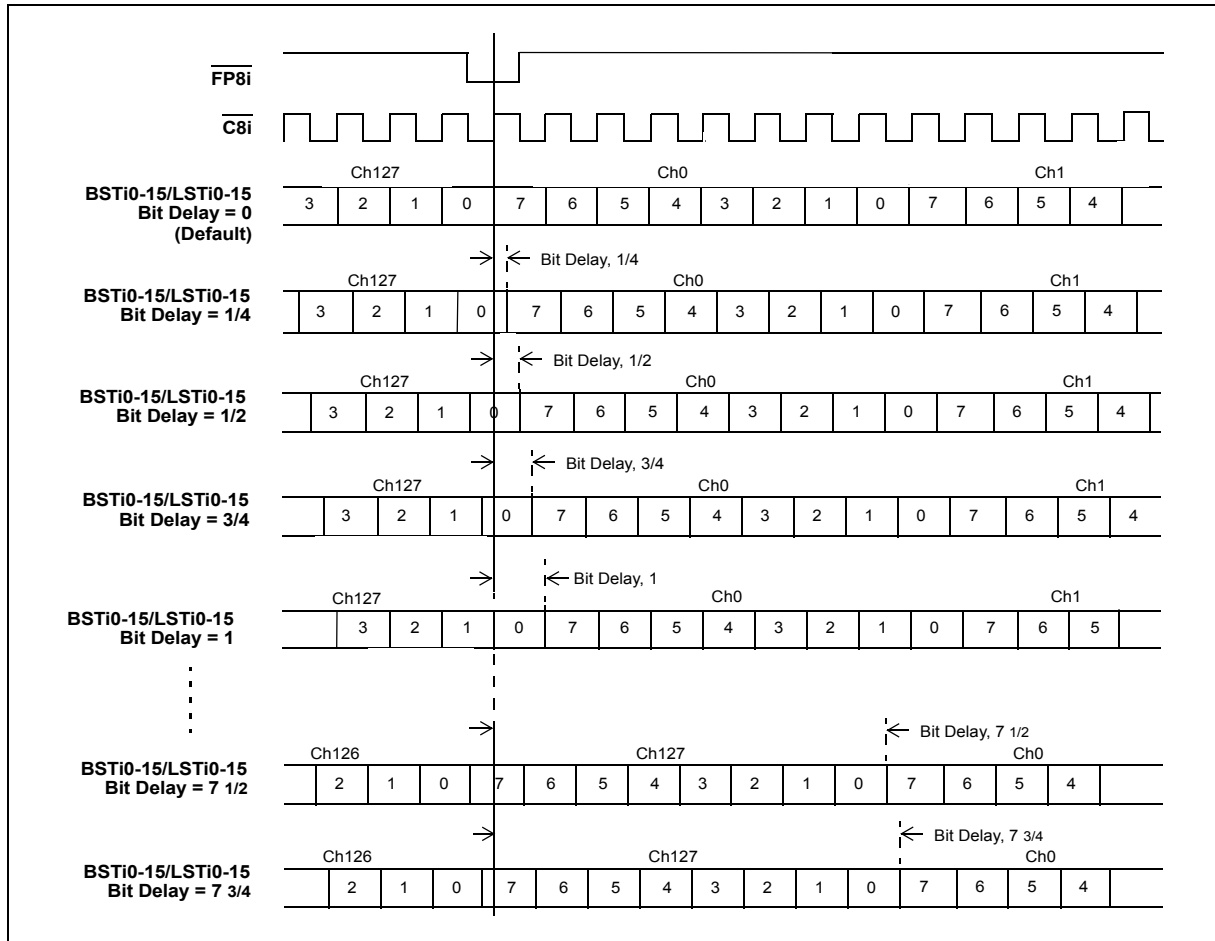 FP8i
C8i
Ch127 Ch0 Ch1
BSTi0-15/LSTi0-15
Bit Delay = 0
(Default)
3 2 1 0 7 6 5 4 3 2 1 0 7 6 5 4
Bit Delay, 1/4
Ch127 Ch0 Ch1
BSTi0-15/LSTi0-15
Bit Delay = 1/4
3 2 1 0 7 6 5 4 3 2 1 0 7 6 5 4
Bit Delay, 1/2
Ch127 Ch0 Ch1
BSTi0-15/LSTi0-15
Bit Delay = 1/2
3 2 1 0 7 6 5 4 3 2 1 0 7 6 5 4
Bit Delay, 3/4
Ch127 Ch0 Ch1
BSTi0-15/LSTi0-15
Bit Delay = 3/4
3 2 1 0 7 6 5 4 3 2 1 0 7 6 5 4
Bit Delay, 1
Ch127 Ch0 Ch1
BSTi0-15/LSTi0-15
Bit Delay = 1
3 2 1 0 7 6 5 4 3 2 1 0 7 6 5
Bit Delay, 7 1/2
Ch126 Ch127 Ch0
BSTi0-15/LSTi0-15
Bit Delay = 7 1/2
2 1 0 7 6 5 4 3 2 1 0 7 6 5 4
Bit Delay, 7 3/4
Ch126 Ch127 Ch0
BSTi0-15/LSTi0-15
Bit Delay = 7 3/4
2 1 0 7 6 5 4 3 2 1 0 7 6 5 4